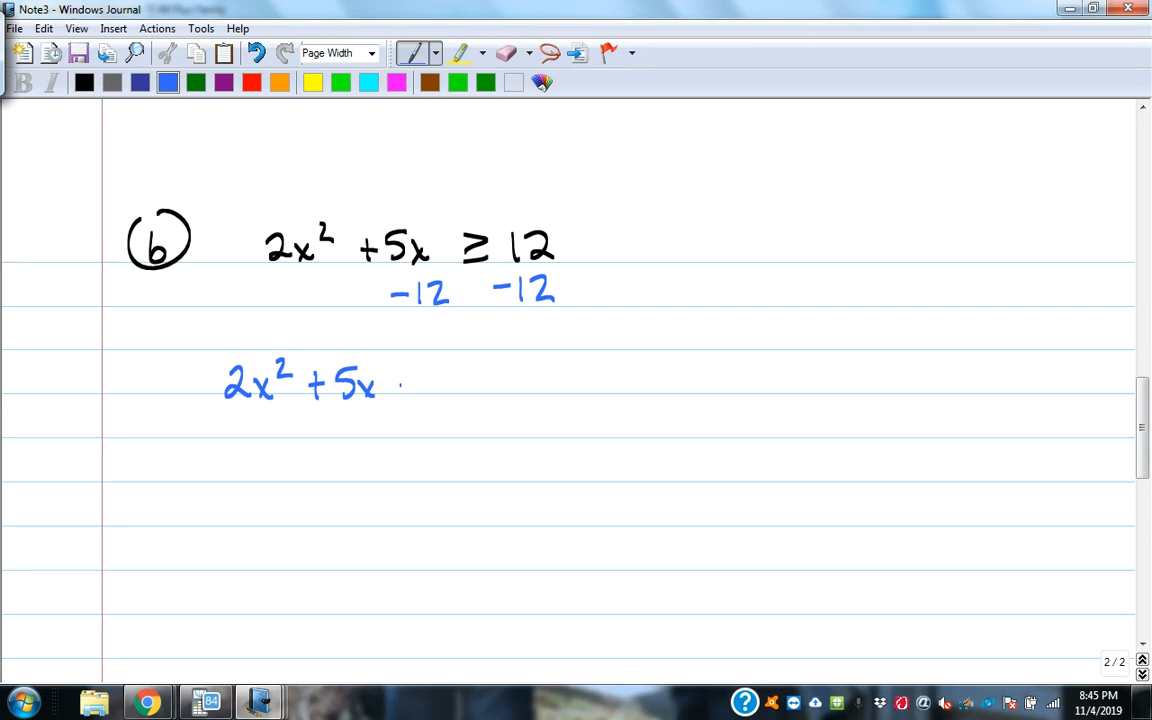 Note3 - Windows Journal
File Edit View Insert Actions Tools Help
Page Width
B I
b 2x² + 5x ≥ 12
-12 -12
2x² + 5x
2 / 2
84
8:45 PM
11/4/2019